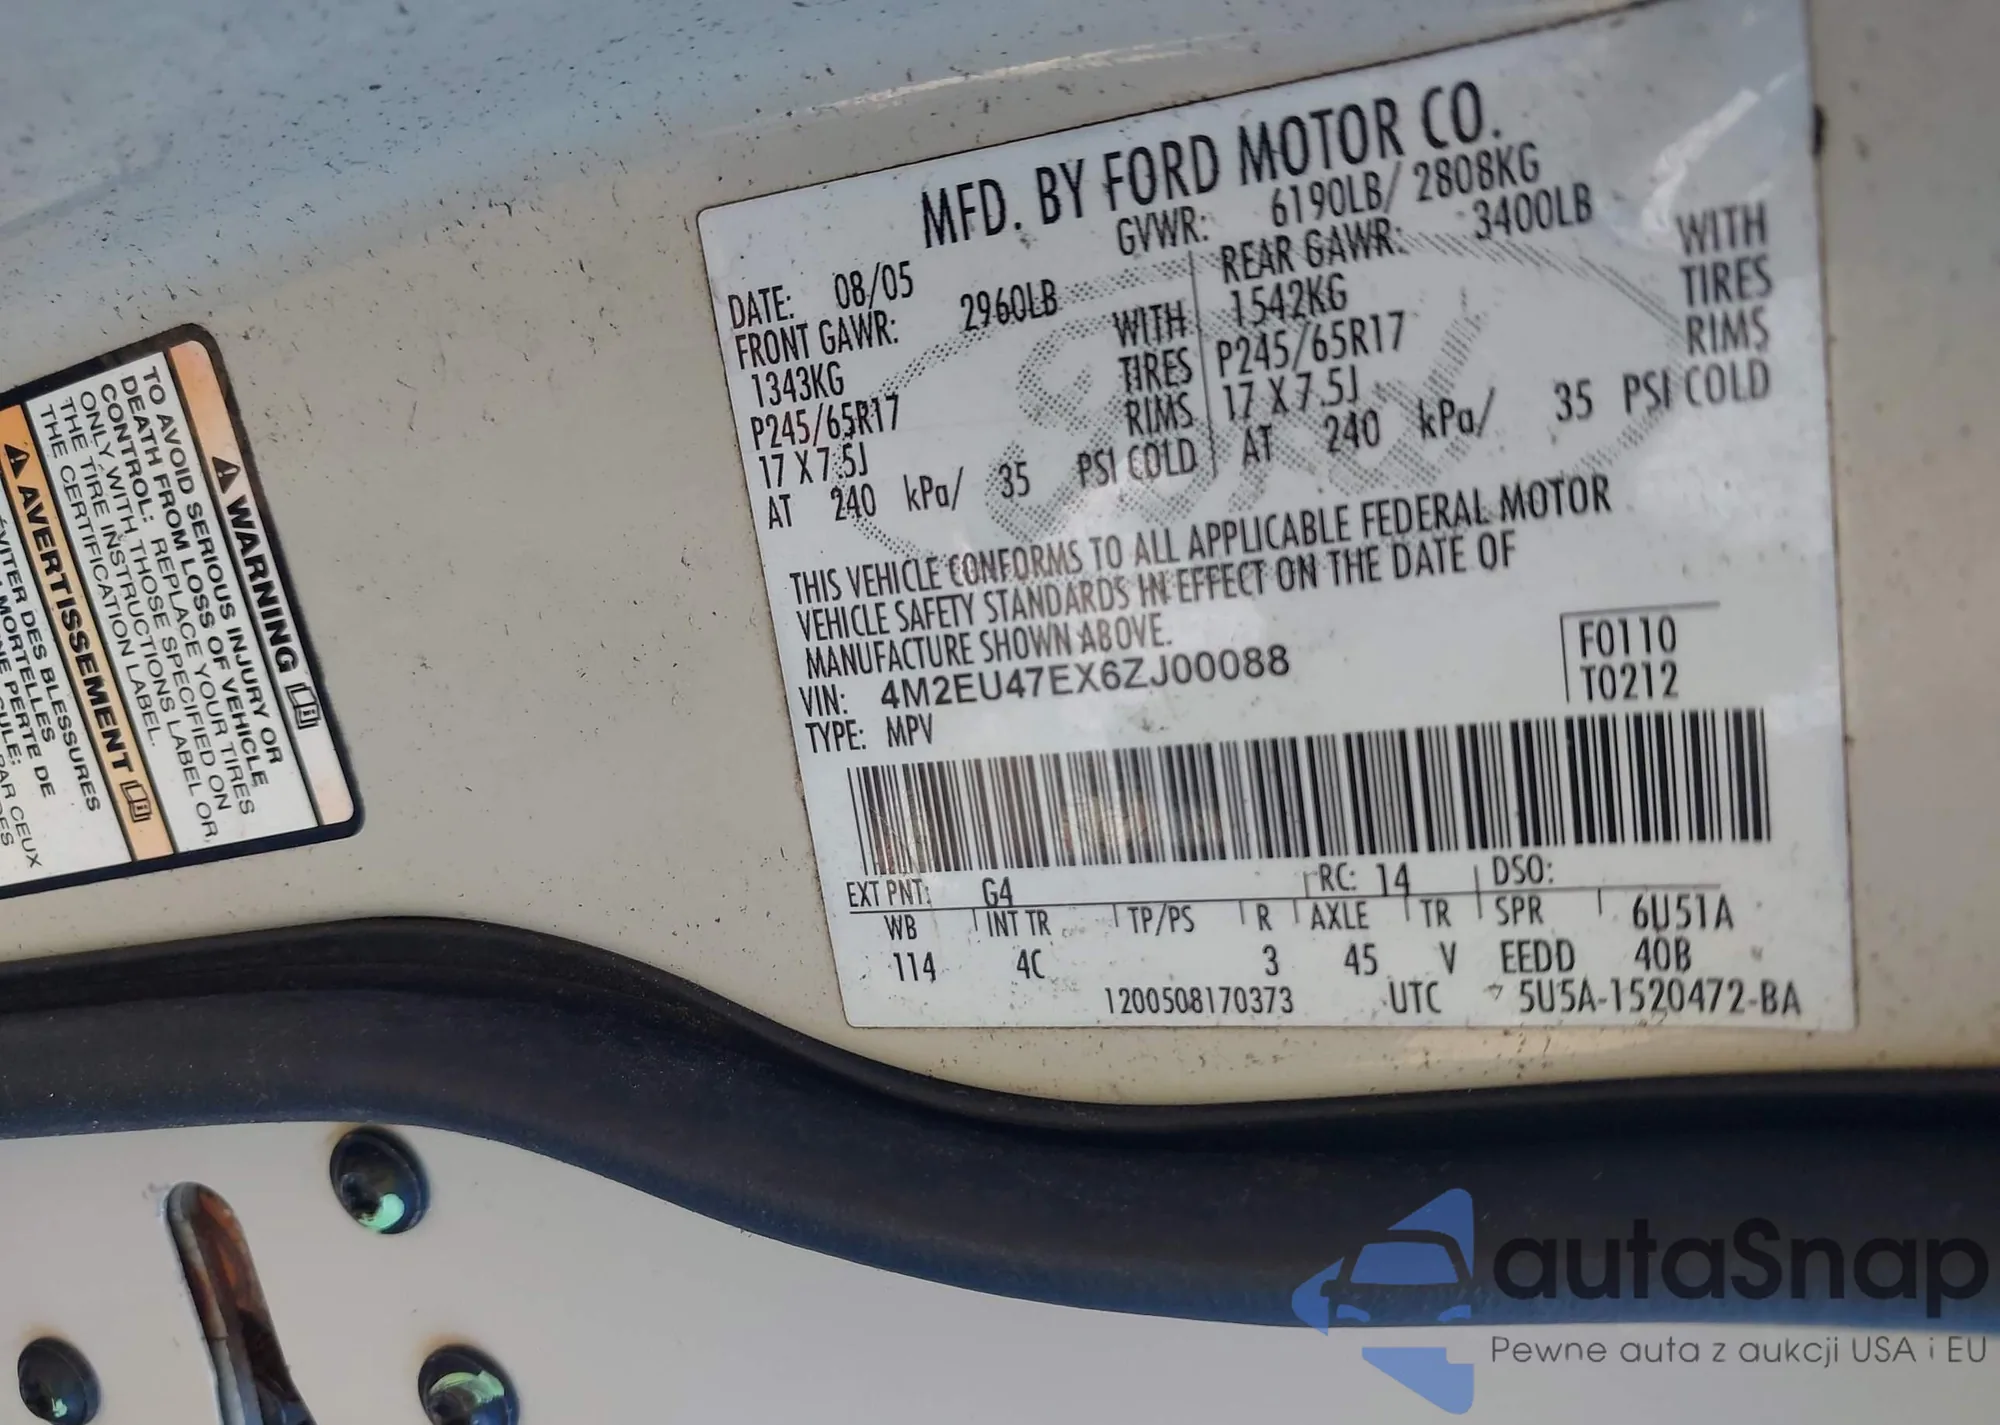 MFD. BY FORD MOTOR CO.
DATE: 08/05 GVWR: 6190LB/ 2808KG
FRONT GAWR: 2960LB REAR GAWR: 3400LB
1343KG WITH 1542KG WITH
P245/65R17 TIRES P245/65R17 TIRES
17 X 7.5J RIMS 17 X 7.5J RIMS
AT 240 kPa/ 35 PSI COLD AT 240 kPa/ 35 PSI COLD
THIS VEHICLE CONFORMS TO ALL APPLICABLE FEDERAL MOTOR
VEHICLE SAFETY STANDARDS IN EFFECT ON THE DATE OF
MANUFACTURE SHOWN ABOVE.
VIN: 4M2EU47EX6ZJ00088
TYPE: MPV
F0110
T0212
EXT PNT: G4 RC: 14 DSO:
WB INT TR TP/PS R AXLE TR SPR 6U51A
114 4C 3 45 V EEDD 40B
1200508170373 UTC 5U5A-1520472-BA
WARNING
TO AVOID SERIOUS INJURY OR
DEATH FROM LOSS OF VEHICLE
CONTROL: REPLACE YOUR TIRES
ONLY WITH THOSE SPECIFIED ON
THE TIRE INSTRUCTIONS LABEL OR
THE CERTIFICATION LABEL.
AVERTISSEMENT
DES BLESSURES
MORTELLES
PERTE DE
PAR CEUX
autaSnap
Pewne auta z aukcji USA i EU